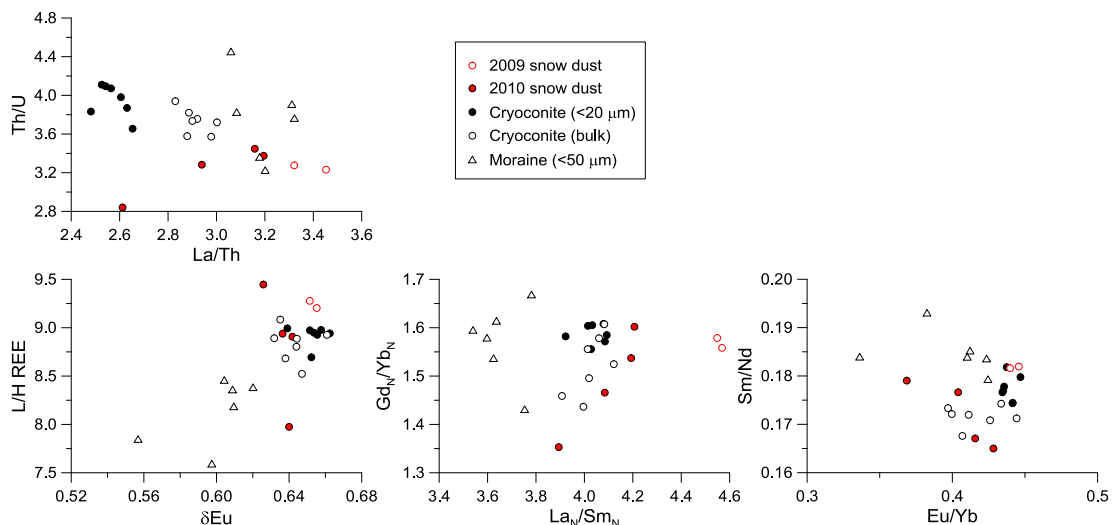 4.8
4.4
4.0
3.6
3.2
2.8
Th/U
2.4 2.6 2.8 3.0 3.2 3.4 3.6
La/Th
2009 snow dust
2010 snow dust
Cryoconite (<20 μm)
Cryoconite (bulk)
Moraine (<50 μm)
9.5
9.0
8.5
8.0
7.5
L/H REE
0.52 0.56 0.60 0.64 0.68
δEu
1.7
1.6
1.5
1.4
1.3
GdN/YbN
3.4 3.6 3.8 4.0 4.2 4.4 4.6
LaN/SmN
0.20
0.19
0.18
0.17
0.16
Sm/Nd
0.3 0.4 0.5
Eu/Yb